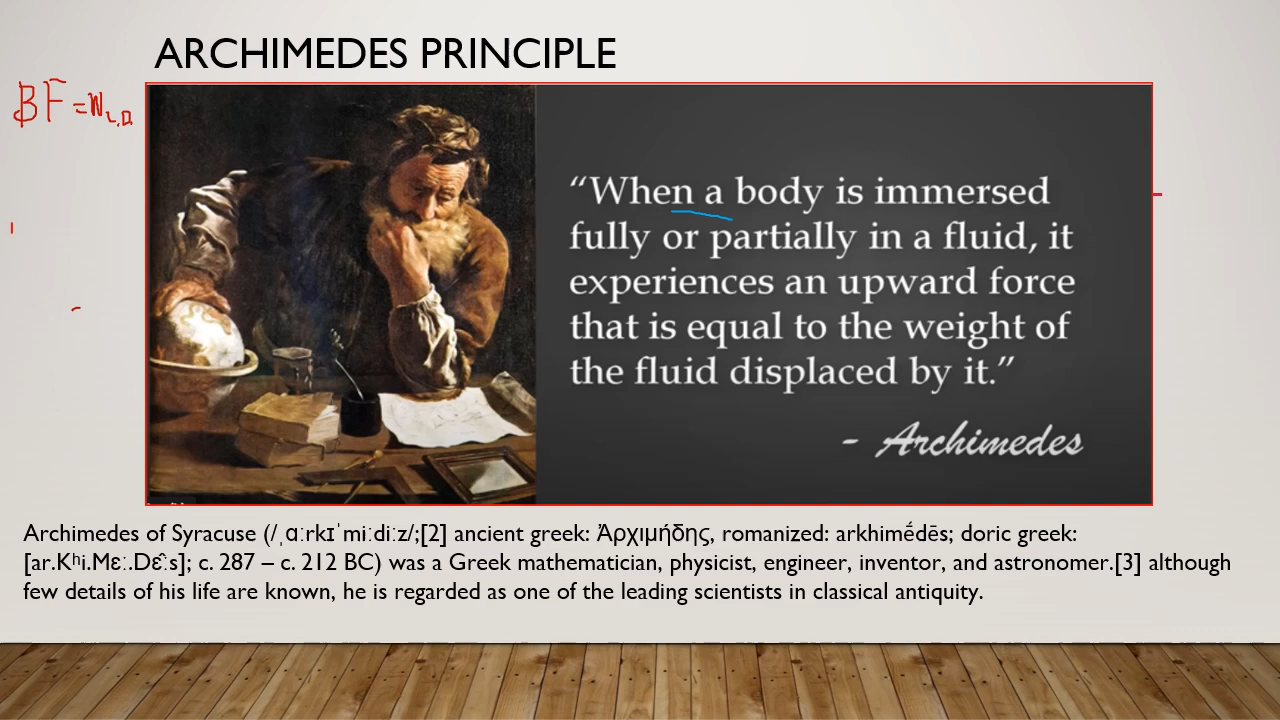 ARCHIMEDES PRINCIPLE
BF = W L.D
“When a body is immersed
fully or partially in a fluid, it
experiences an upward force
that is equal to the weight of
the fluid displaced by it.”
- Archimedes
Archimedes of Syracuse (/ˌɑːrkɪˈmiːdiːz/;[2] ancient greek: Ἀρχιμήδης, romanized: arkhimḗdēs; doric greek:
[ar.Kʰi.Mɛː.Dɛ̂ːs]; c. 287 – c. 212 BC) was a Greek mathematician, physicist, engineer, inventor, and astronomer.[3] although
few details of his life are known, he is regarded as one of the leading scientists in classical antiquity.